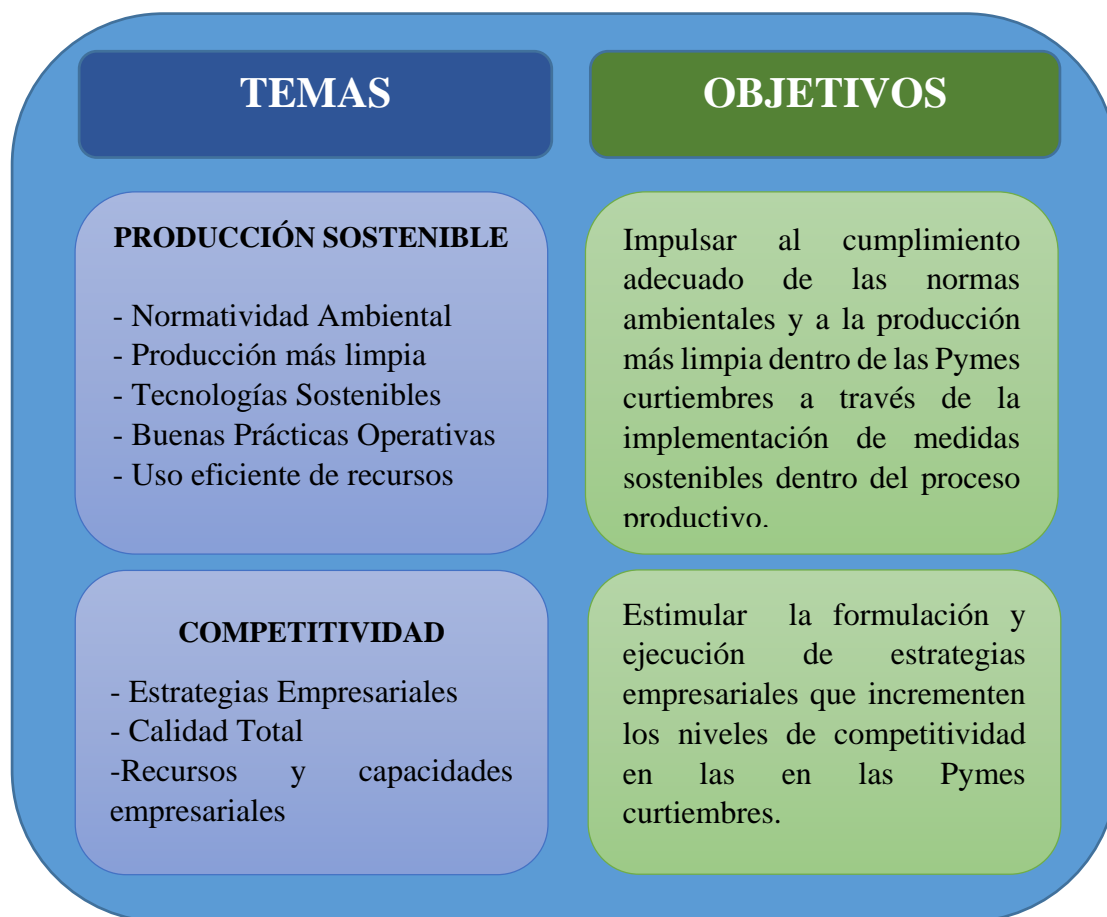 TEMAS
OBJETIVOS
PRODUCCIÓN SOSTENIBLE
- Normatividad Ambiental
- Producción más limpia
- Tecnologías Sostenibles
- Buenas Prácticas Operativas
- Uso eficiente de recursos
Impulsar al cumplimiento
adecuado de las normas
ambientales y a la producción
más limpia dentro de las Pymes
curtiembres a través de la
implementación de medidas
sostenibles dentro del proceso
productivo.
COMPETITIVIDAD
- Estrategias Empresariales
- Calidad Total
-Recursos y capacidades
empresariales
Estimular la formulación y
ejecución de estrategias
empresariales que incrementen
los niveles de competitividad
en las en las Pymes
curtiembres.